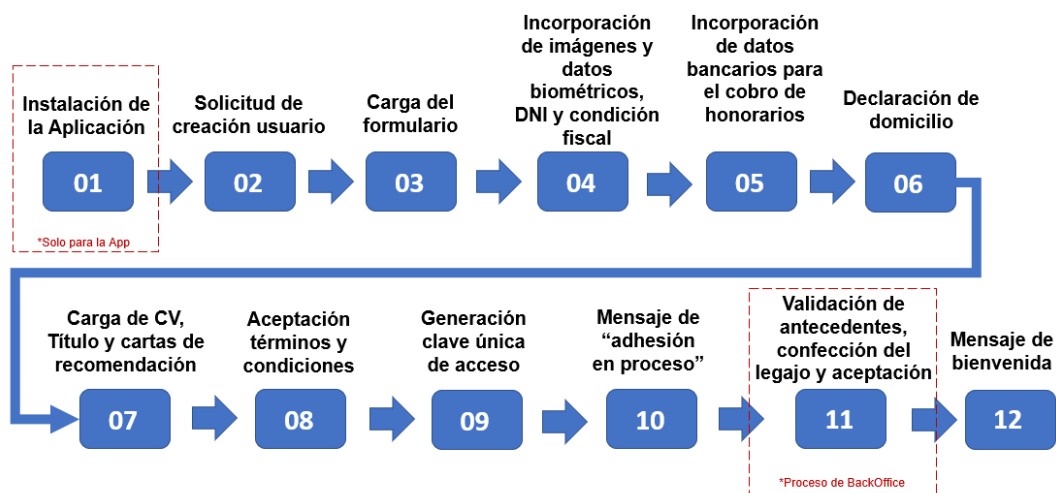 Instalación de
la Aplicación
01
*Solo para la App
Solicitud de
creación usuario
02
Carga del
formulario
03
Incorporación
de imágenes y
datos
biométricos,
DNI y condición
fiscal
04
Incorporación
de datos
bancarios para
el cobro de
honorarios
05
Declaración de
domicilio
06
Carga de CV,
Título y cartas de
recomendación
07
Aceptación
términos y
condiciones
08
Generación
clave única
de acceso
09
Mensaje de
“adhesión
en proceso”
10
Validación de
antecedentes,
confección del
legajo y aceptación
11
*Proceso de BackOffice
Mensaje de
bienvenida
12